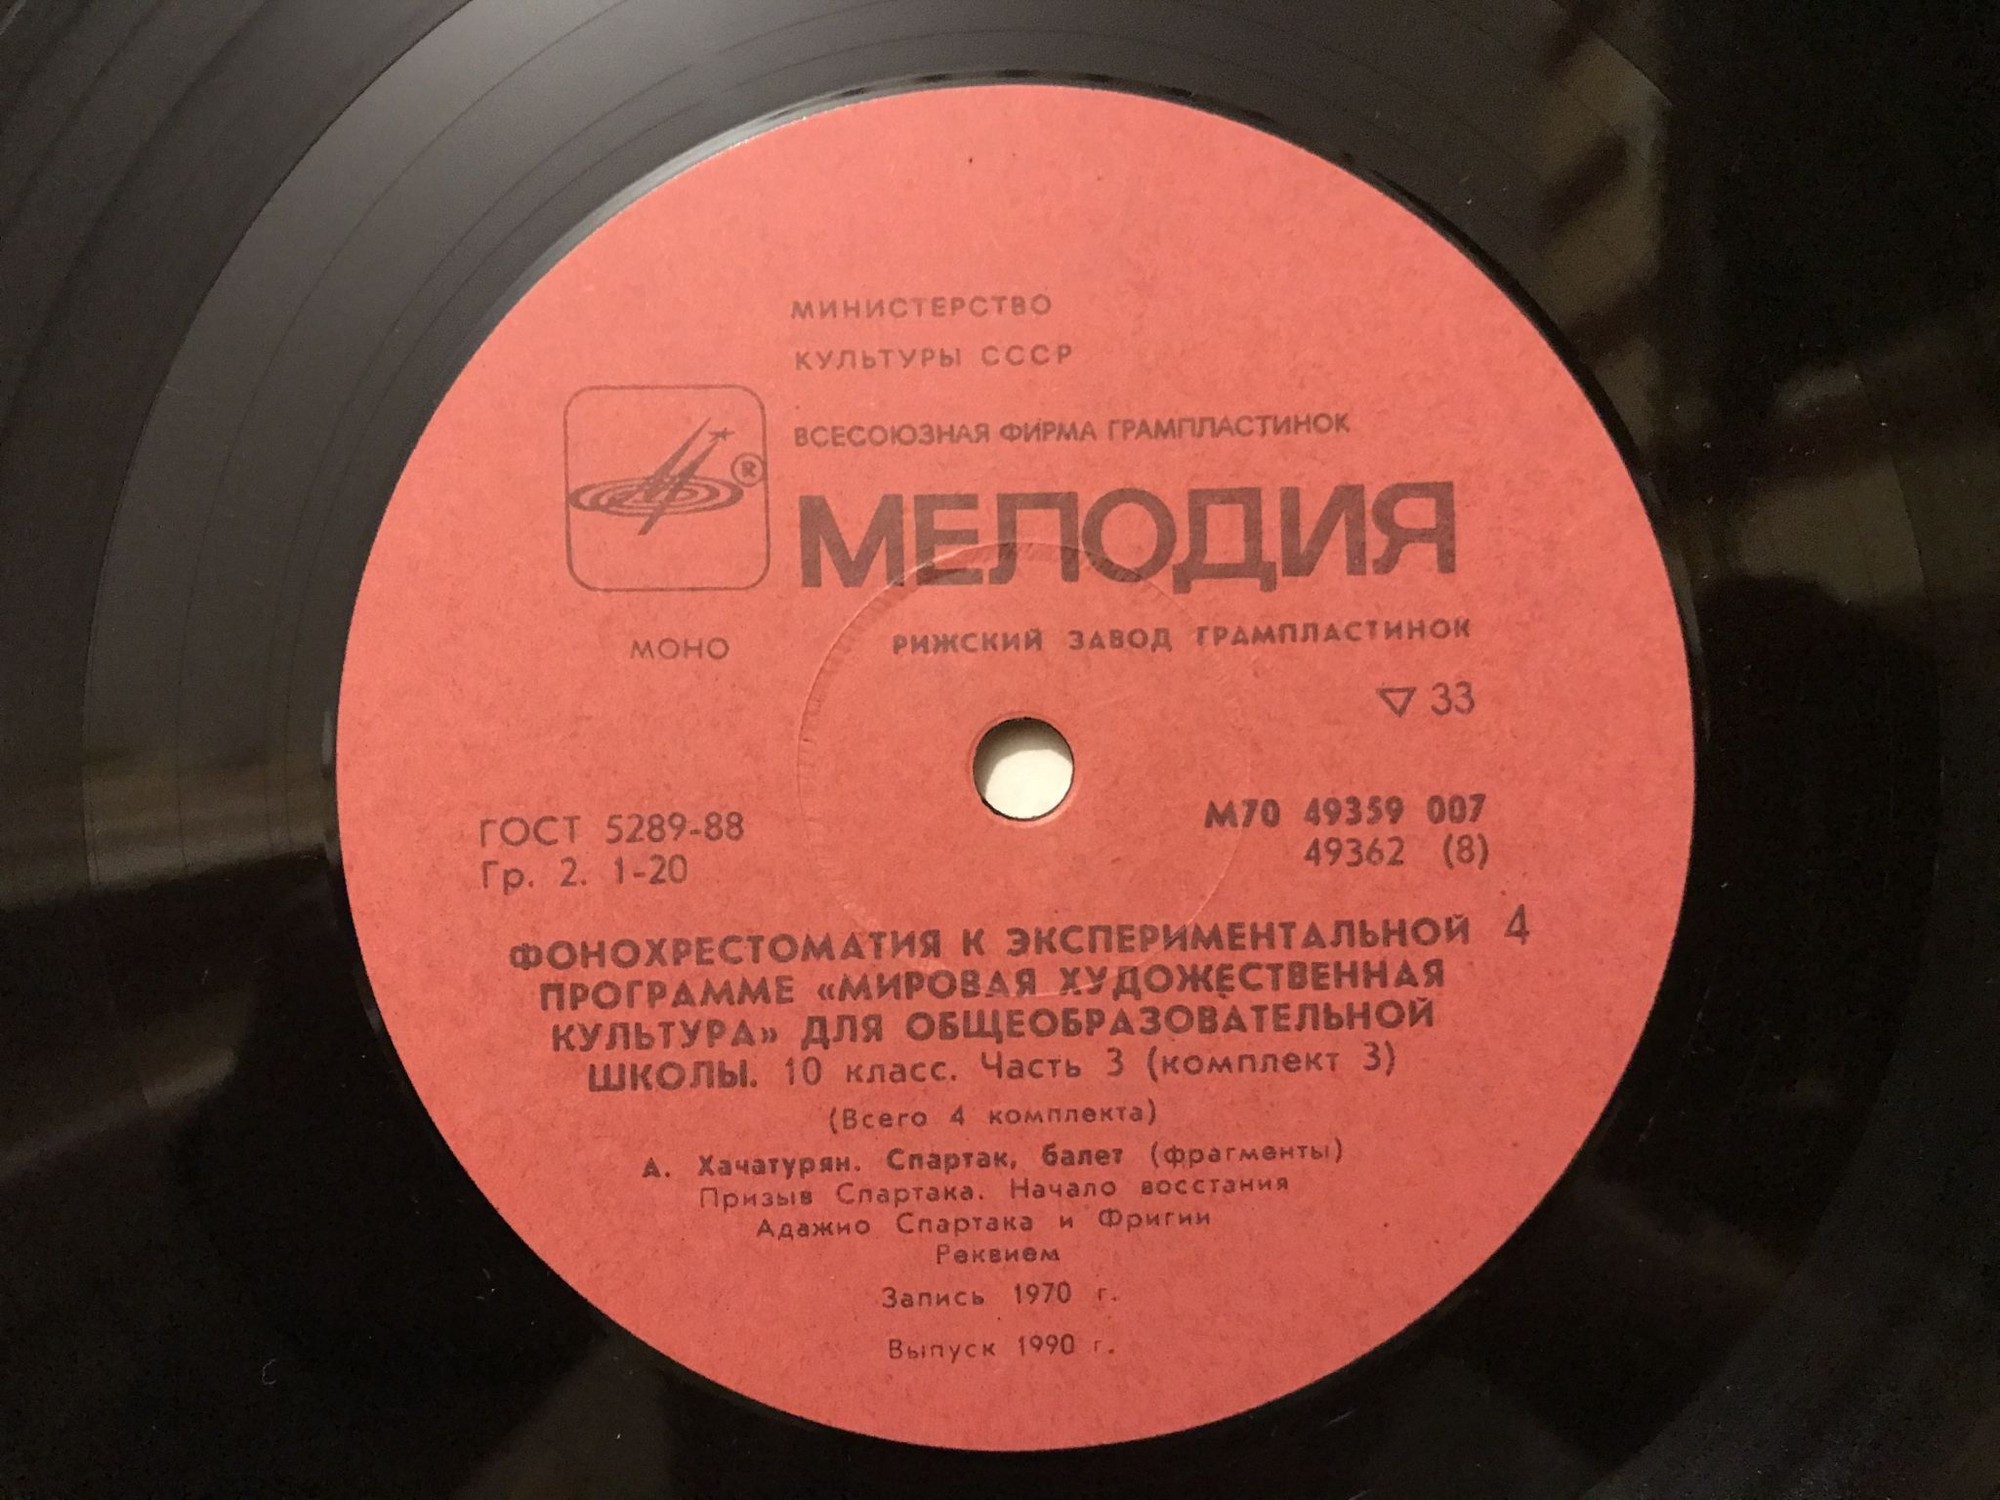 МИНИСТЕРСТВО
КУЛЬТУРЫ СССР
ВСЕСОЮЗНАЯ ФИРМА ГРАМПЛАСТИНОК
®
МЕЛОДИЯ
МОНО
РИЖСКИЙ ЗАВОД ГРАМПЛАСТИНОК
▽ 33
ГОСТ 5289-88
Гр. 2. 1-20
М70 49359 007
49362 (8)
ФОНОХРЕСТОМАТИЯ К ЭКСПЕРИМЕНТАЛЬНОЙ 4
ПРОГРАММЕ «МИРОВАЯ ХУДОЖЕСТВЕННАЯ
КУЛЬТУРА» ДЛЯ ОБЩЕОБРАЗОВАТЕЛЬНОЙ
ШКОЛЫ. 10 класс. Часть 3 (комплект 3)
(Всего 4 комплекта)
А. Хачатурян. Спартак, балет (фрагменты)
Призыв Спартака. Начало восстания
Адажио Спартака и Фригии
Реквием
Запись 1970 г.
Выпуск 1990 г.